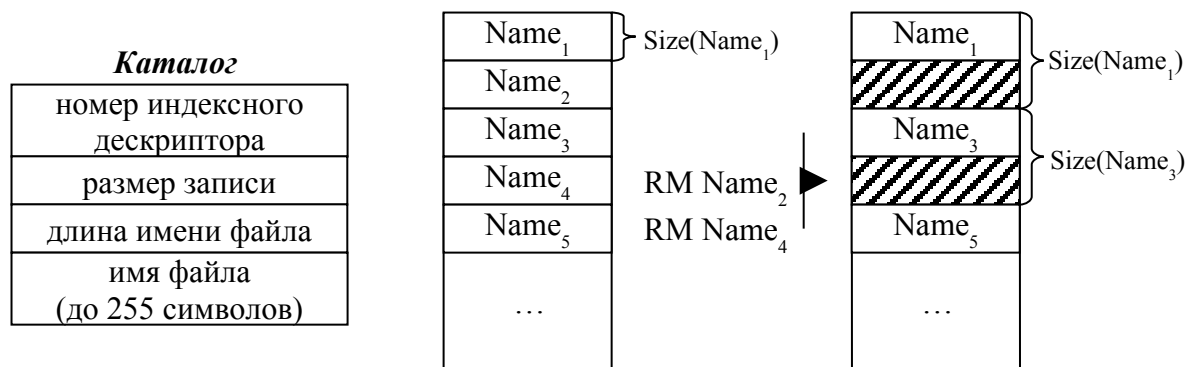 Каталог
номер индексного
дескриптора
размер записи
длина имени файла
имя файла
(до 255 символов)
Name₁
Size(Name₁)
Name₂
Name₃
Name₄
Name₅
…
RM Name₂
RM Name₄
Name₁
Size(Name₁)
Name₃
Size(Name₃)
Name₅
…